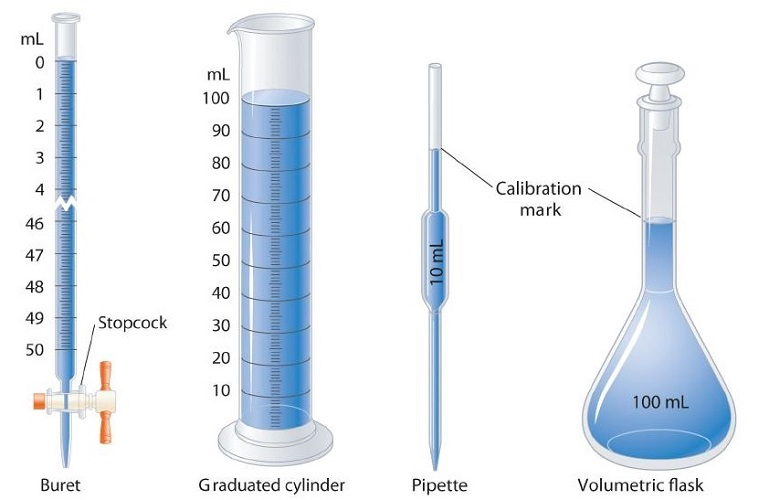 mL
0
1
2
3
4
46
47
48
49
50
Stopcock
Buret
mL
100
90
80
70
60
50
40
30
20
10
Graduated cylinder
10 mL
Pipette
Calibration
mark
100 mL
Volumetric flask